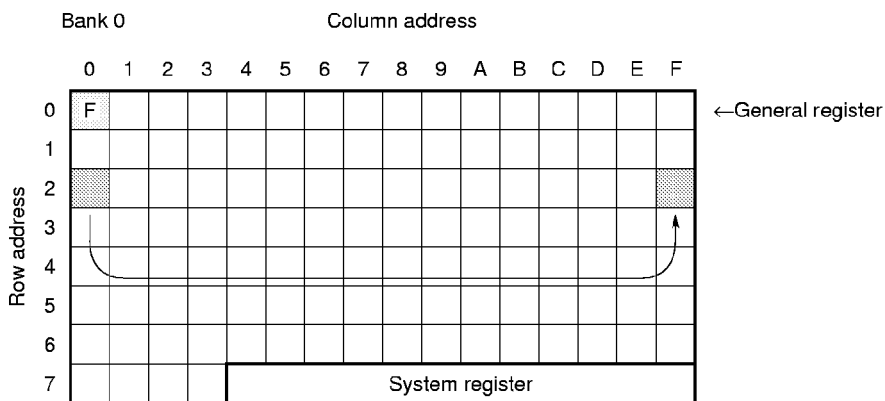 Bank 0 Column address
0 1 2 3 4 5 6 7 8 9 A B C D E F
0 F ←General register
1
2
3
4
5
6
7 System register
Row address